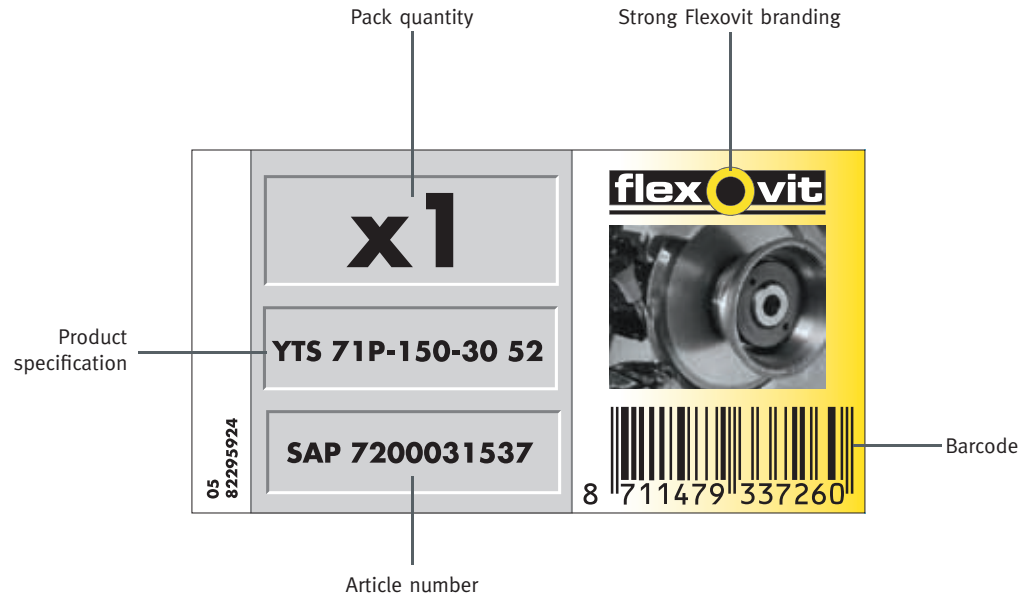 Pack quantity
Strong Flexovit branding
flexovit
x1
Product
specification
YTS 71P-150-30 52
SAP 7200031537
05
82295924
Barcode
8 711479 337260
Article number